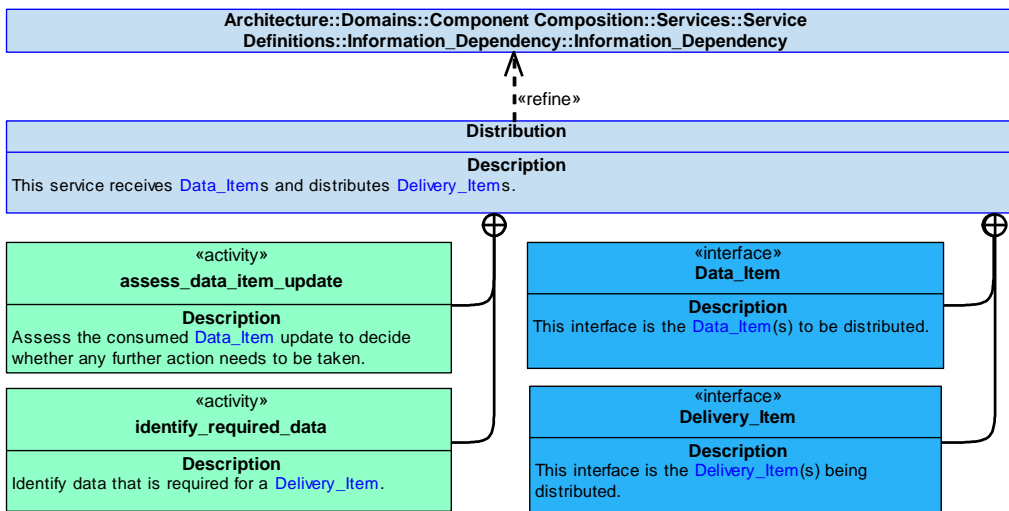 Architecture::Domains::Component Composition::Services::Service
Definitions::Information_Dependency::Information_Dependency
«refine»
Distribution
Description
This service receives Data_Items and distributes Delivery_Items.
«activity»
assess_data_item_update
Description
Assess the consumed Data_Item update to decide
whether any further action needs to be taken.
«interface»
Data_Item
Description
This interface is the Data_Item(s) to be distributed.
«activity»
identify_required_data
Description
Identify data that is required for a Delivery_Item.
«interface»
Delivery_Item
Description
This interface is the Delivery_Item(s) being
distributed.